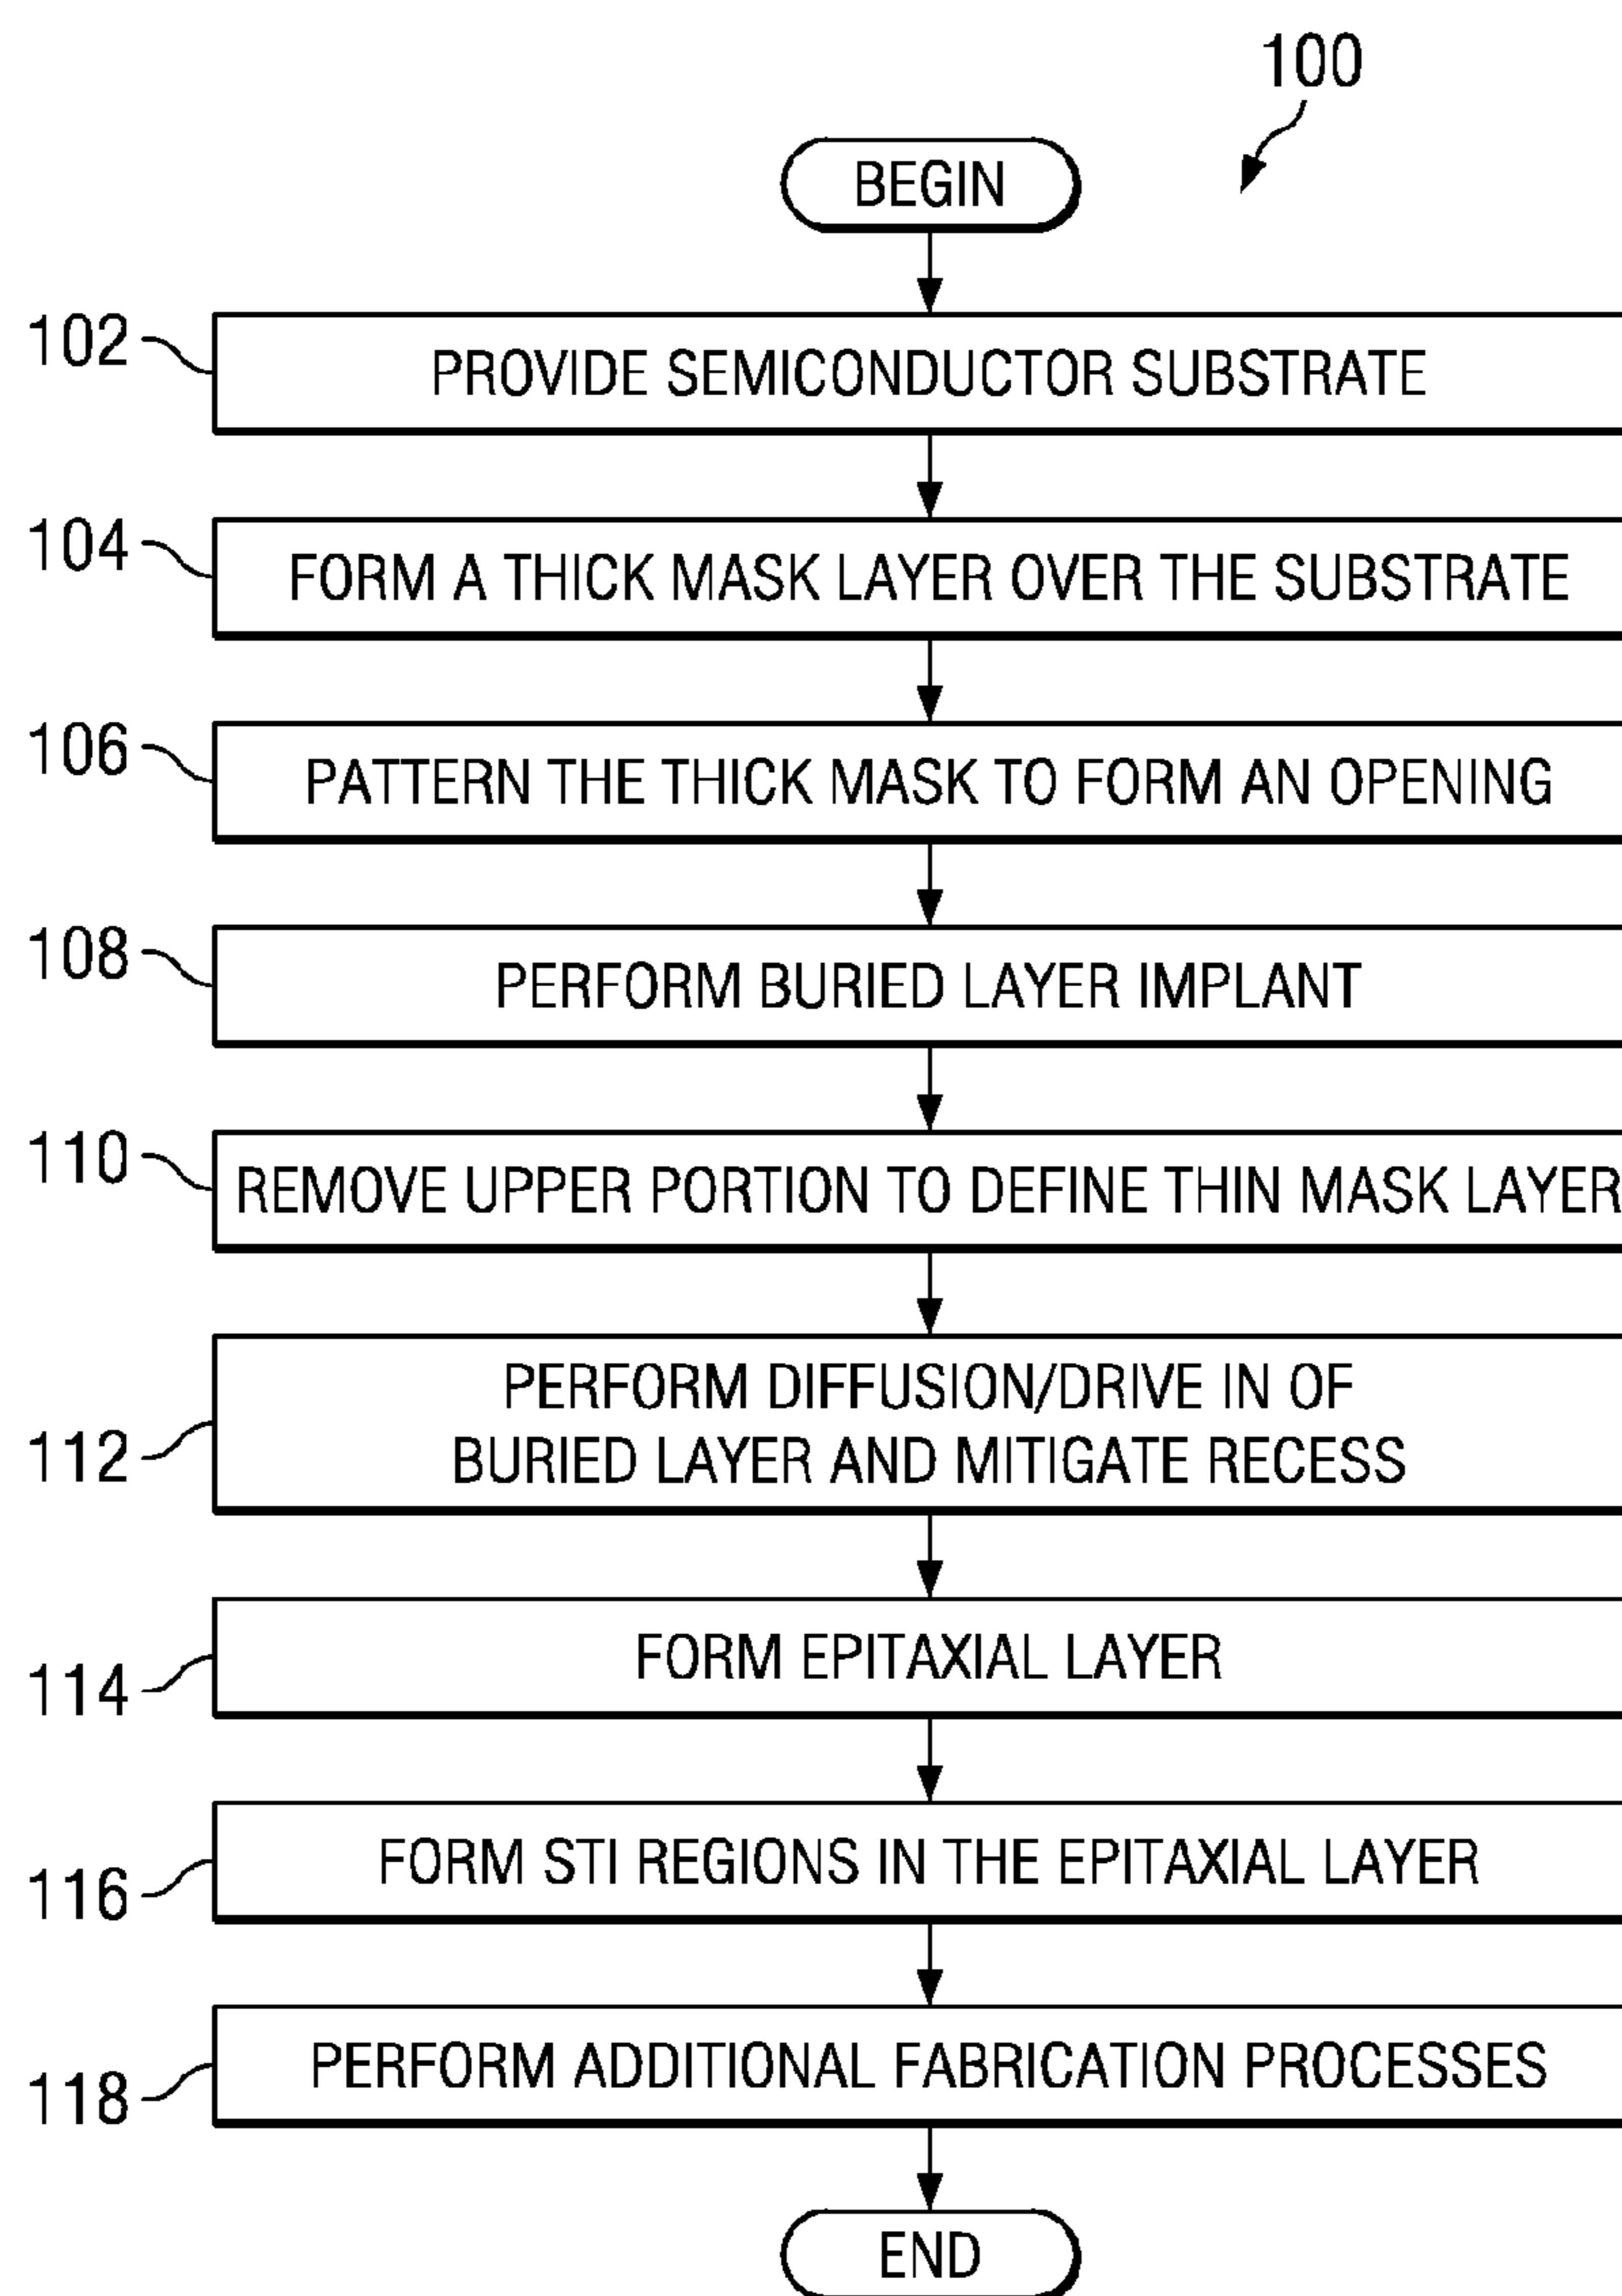 100
BEGIN
102
PROVIDE SEMICONDUCTOR SUBSTRATE
104
FORM A THICK MASK LAYER OVER THE SUBSTRATE
106
PATTERN THE THICK MASK TO FORM AN OPENING
108
PERFORM BURIED LAYER IMPLANT
110
REMOVE UPPER PORTION TO DEFINE THIN MASK LAYER
112
PERFORM DIFFUSION/DRIVE IN OF
BURIED LAYER AND MITIGATE RECESS
114
FORM EPITAXIAL LAYER
116
FORM STI REGIONS IN THE EPITAXIAL LAYER
118
PERFORM ADDITIONAL FABRICATION PROCESSES
END